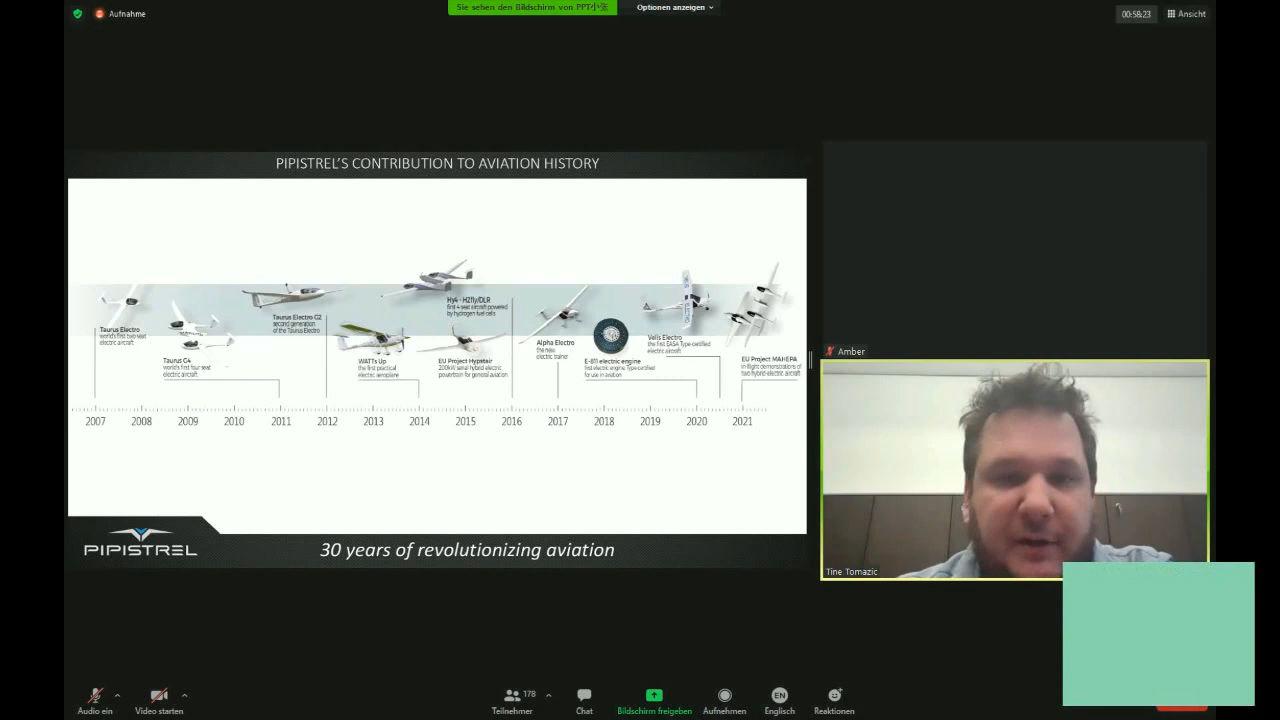 Aufnahme
Sie sehen den Bildschirm von PPT小张
Optionen anzeigen
00:58:23
Ansicht
PIPISTREL'S CONTRIBUTION TO AVIATION HISTORY
Taurus Electro
world's first two seat
electric aircraft
Taurus G4
world's first four seat
electric aircraft
Taurus Electro G2
second generation
of the Taurus Electro
WATTs Up
the first practical
electric aeroplane
Hy4 - H2fly/DLR
first 4 seat aircraft powered
by hydrogen fuel cells
EU Project Hypstair
200kW serial hybrid electric
powertrain for general aviation
Alpha Electro
the new
electric trainer
E-811 electric engine
first electric engine Type certified
for use in aviation
Velis Electro
the first EASA Type certified
electric aircraft
EU Project MAHEPA
in flight demonstrations of
two hybrid-electric aircraft
2007 2008 2009 2010 2011 2012 2013 2014 2015 2016 2017 2018 2019 2020 2021
PIPISTREL
30 years of revolutionizing aviation
Amber
Tine Tomazic
Audio ein
Video starten
178
Teilnehmer
Chat
Bildschirm freigeben
Aufnehmen
EN
Englisch
Reaktionen